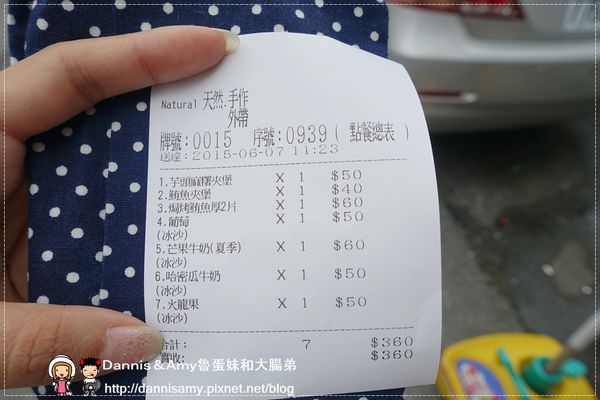 Natural 天然.手作
外帶
牌號:0015 序號:0939 ( 點餐總表 )
送達:2015-06-07 11:23
1.芋頭麻糬夾堡 X 1 $50
2.鮪魚夾堡 X 1 $40
3.焗烤鮪魚厚2片 X 1 $60
4.葡萄 X 1 $50
(冰沙)
5.芒果牛奶(夏季) X 1 $60
(冰沙)
6.哈密瓜牛奶 X 1 $50
(冰沙)
7.火龍果 X 1 $50
(冰沙)
合計: 7 $360
實收: $360
Dannis & Amy魯蛋妹和大腸弟
http://dannisamy.pixnet.net/blog